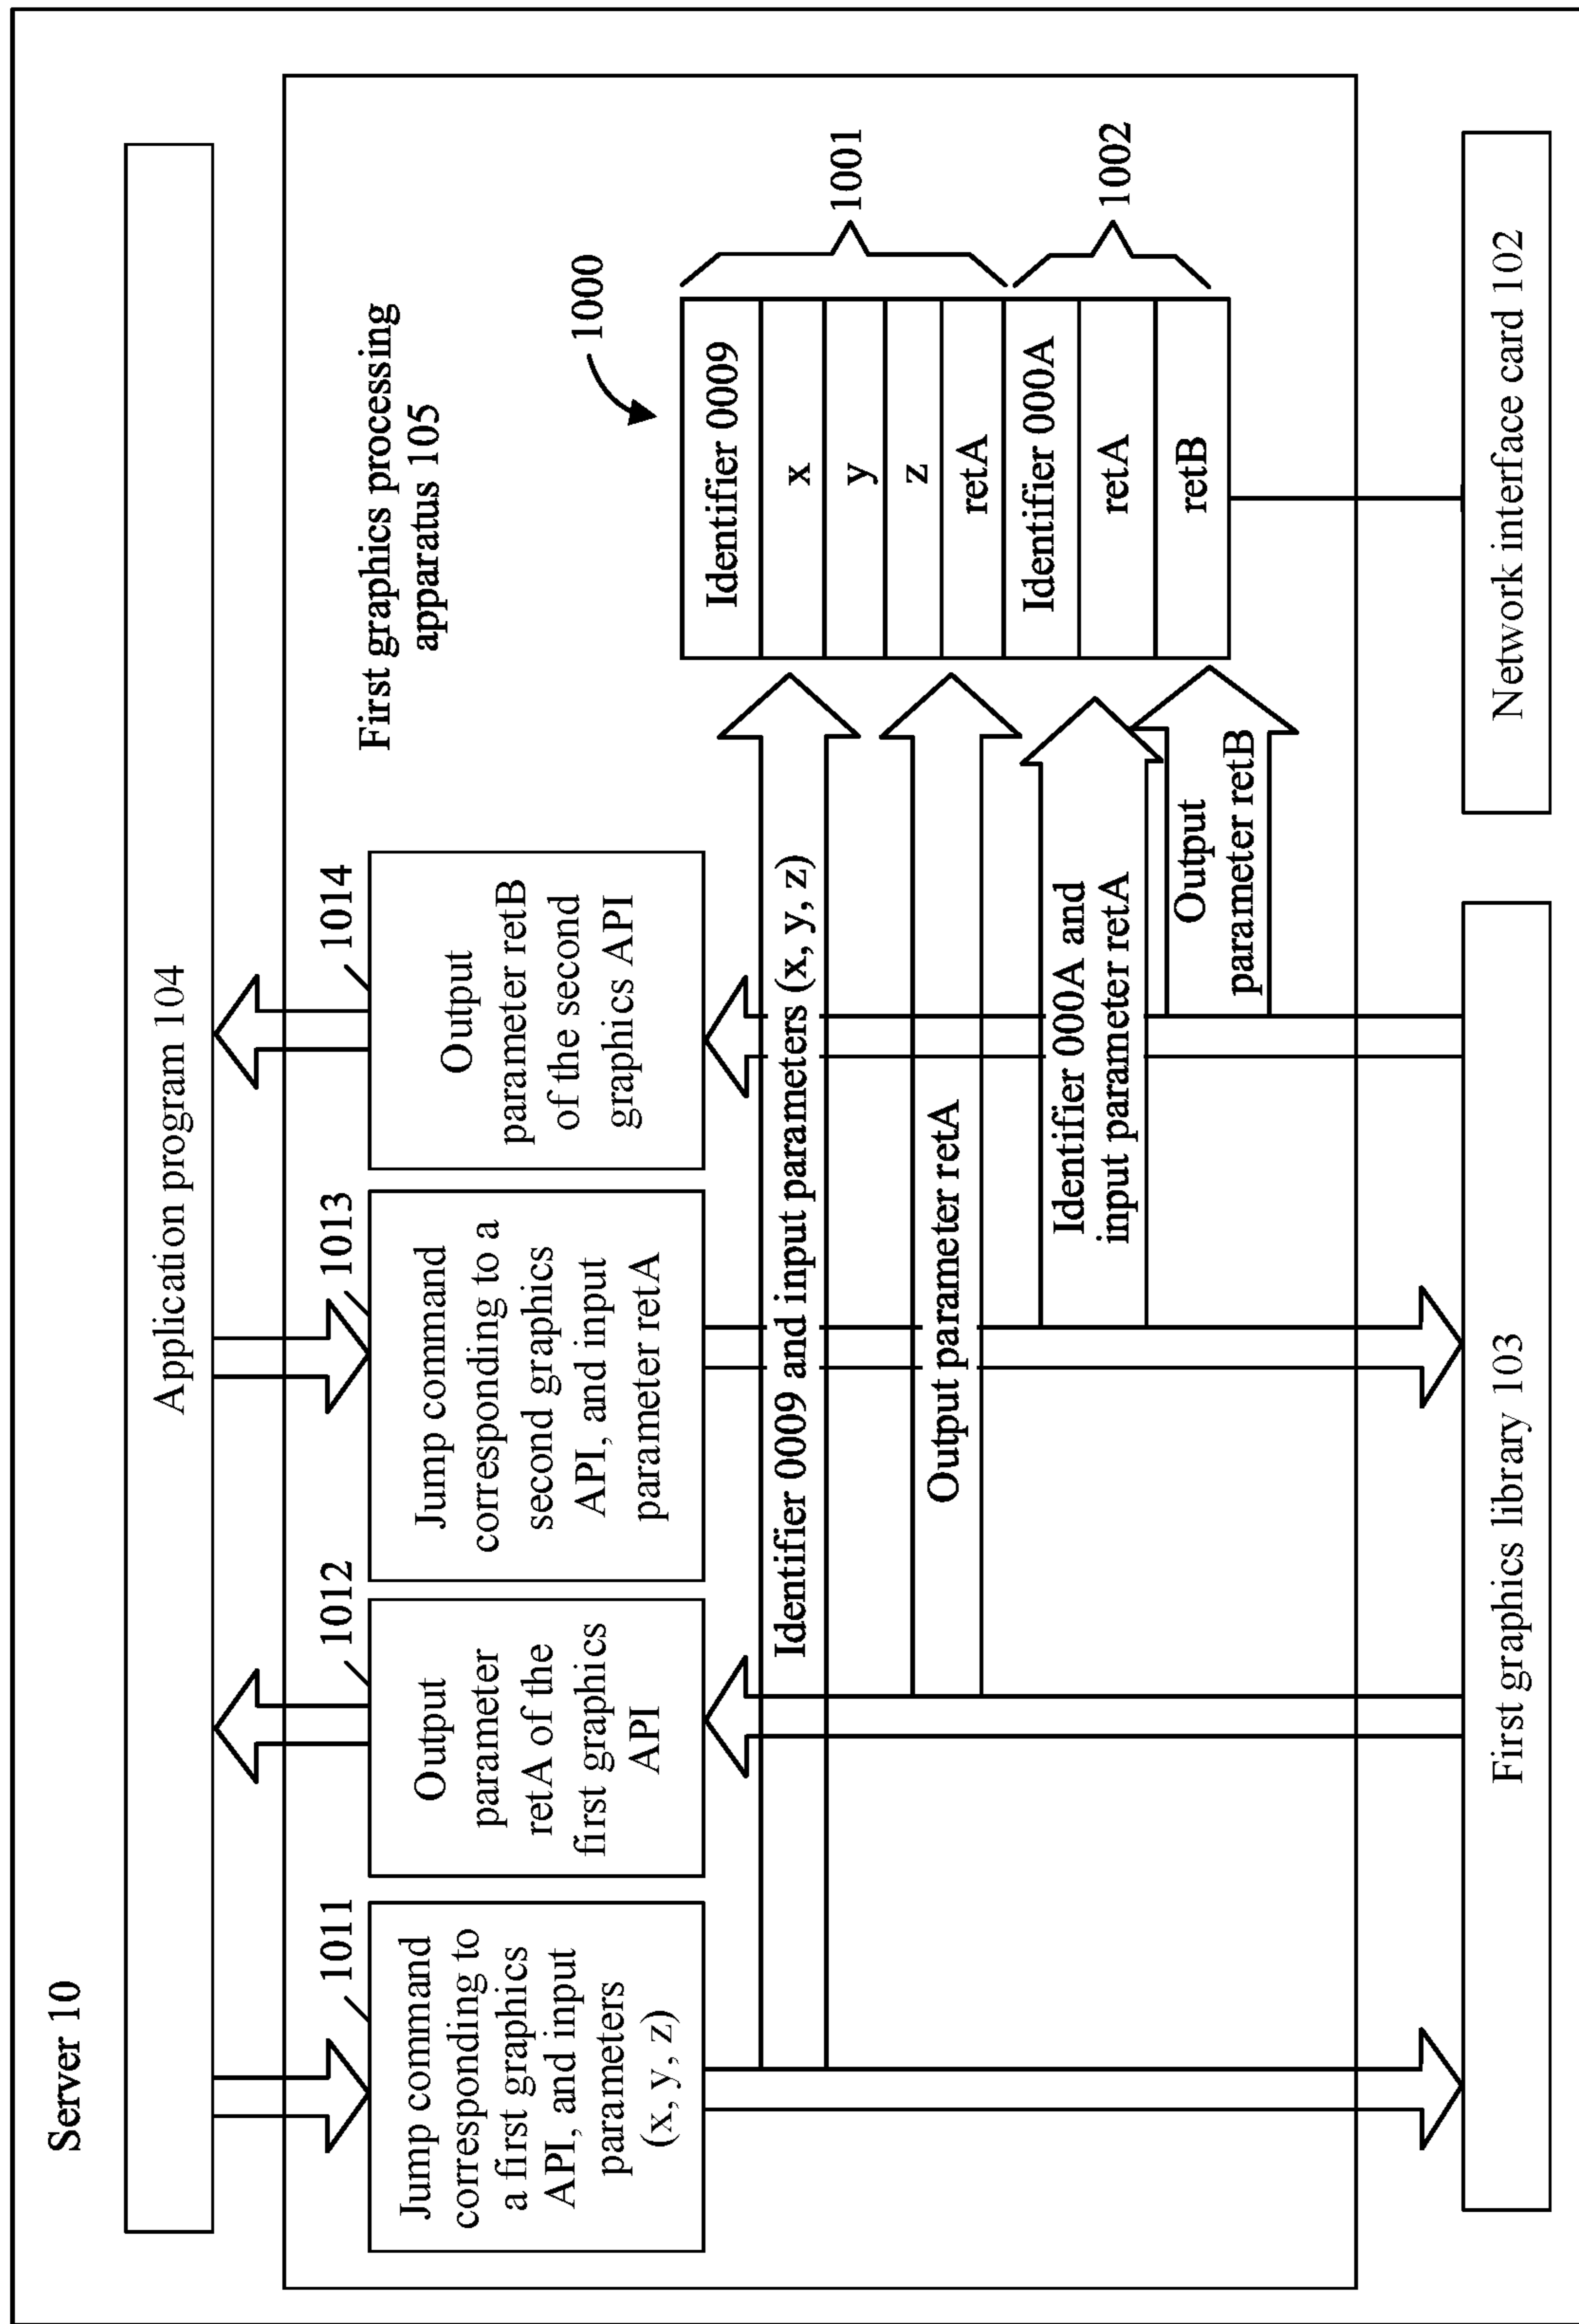 Server 10
Application program 104
1011
Jump command
corresponding to
a first graphics
API, and input
parameters
(x, y, z)
1012
Output
parameter
retA of the
first graphics
API
1013
Jump command
corresponding to a
second graphics
API, and input
parameter retA
1014
Output
parameter retB
of the second
graphics API
First graphics processing
apparatus 105
1000
Identifier 0009 and input parameters (x, y, z)
Output parameter retA
Identifier 000A and
input parameter retA
Output
parameter retB
Identifier 0009
x
y
z
retA
Identifier 000A
retA
retB
1001
1002
First graphics library 103
Network interface card 102